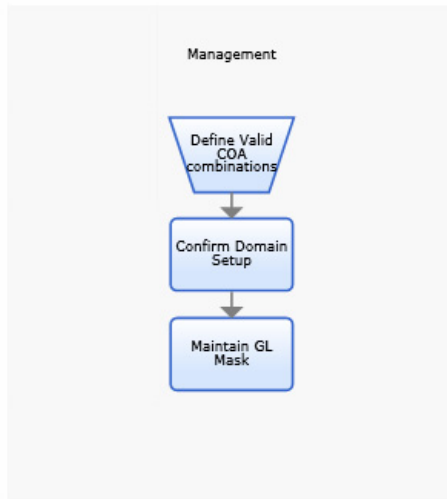 Management
Define Valid
COA
combinations
Confirm Domain
Setup
Maintain GL
Mask